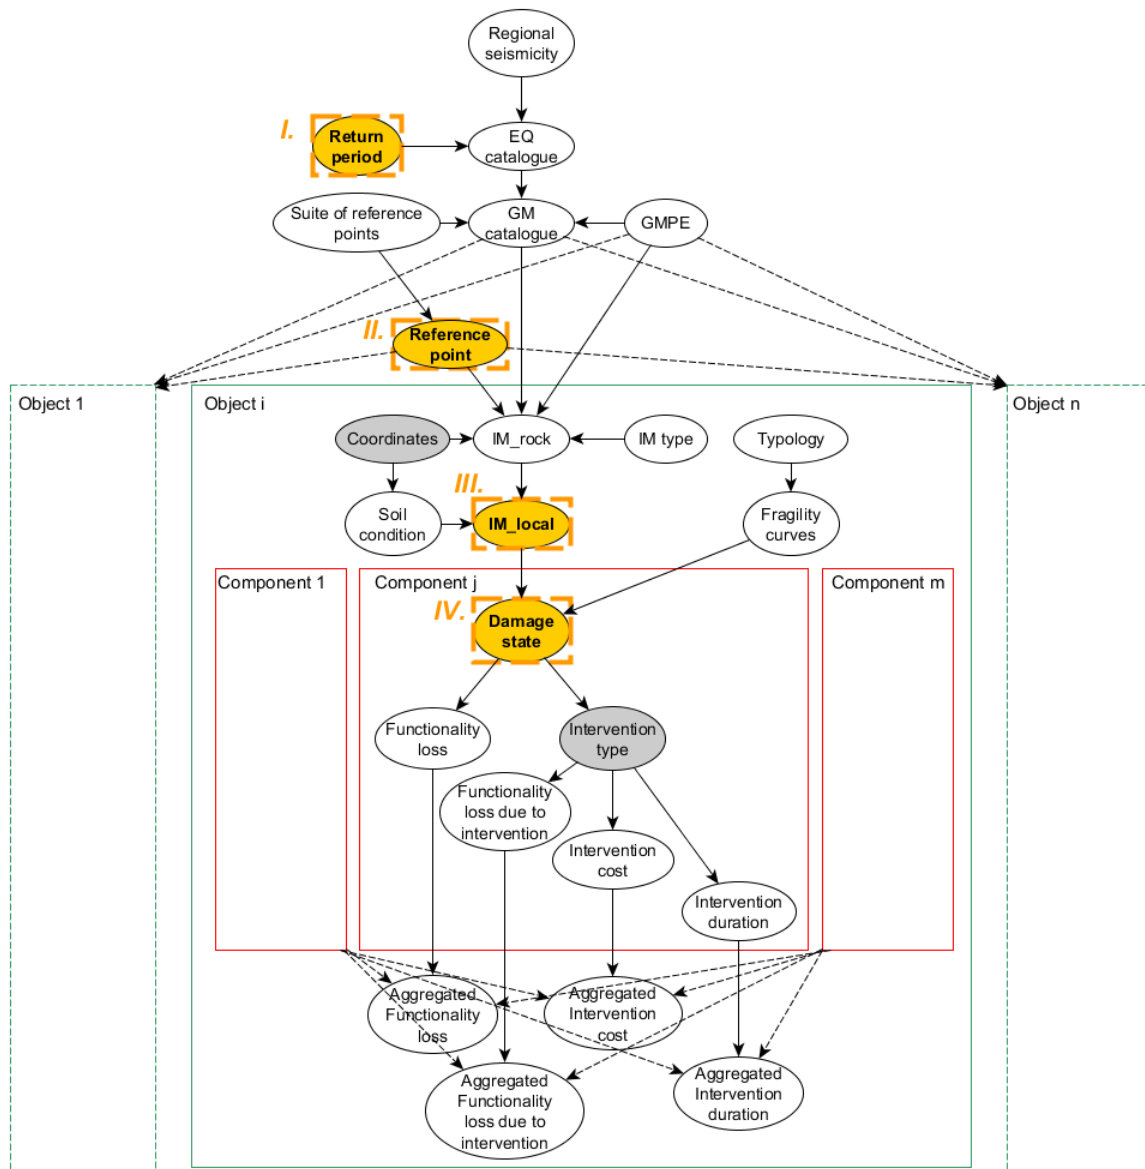 Regional
seismicity
I.
Return
period
EQ
catalogue
Suite of reference
points
GM
catalogue
GMPE
II.
Reference
point
Object 1
Object i
Object n
Coordinates
IM_rock
IM type
Typology
III.
Soil
condition
IM_local
Fragility
curves
Component 1
Component j
Component m
IV.
Damage
state
Functionality
loss
Intervention
type
Functionality
loss due to
intervention
Intervention
cost
Intervention
duration
Aggregated
Functionality
loss
Aggregated
Intervention
cost
Aggregated
Functionality
loss due to
intervention
Aggregated
Intervention
duration